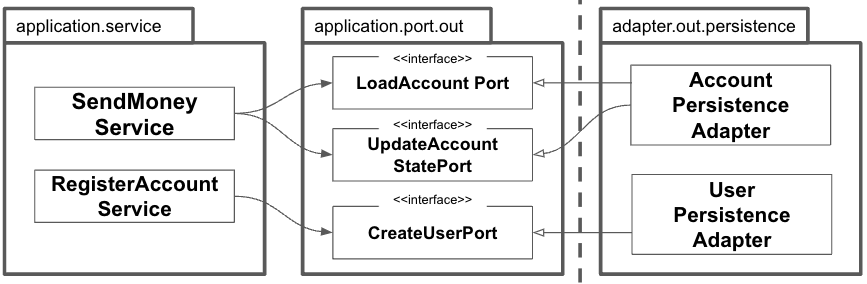 application.service
SendMoney
Service
RegisterAccount
Service
application.port.out
<<interface>>
LoadAccount Port
<<interface>>
UpdateAccount
StatePort
<<interface>>
CreateUserPort
adapter.out.persistence
Account
Persistence
Adapter
User
Persistence
Adapter